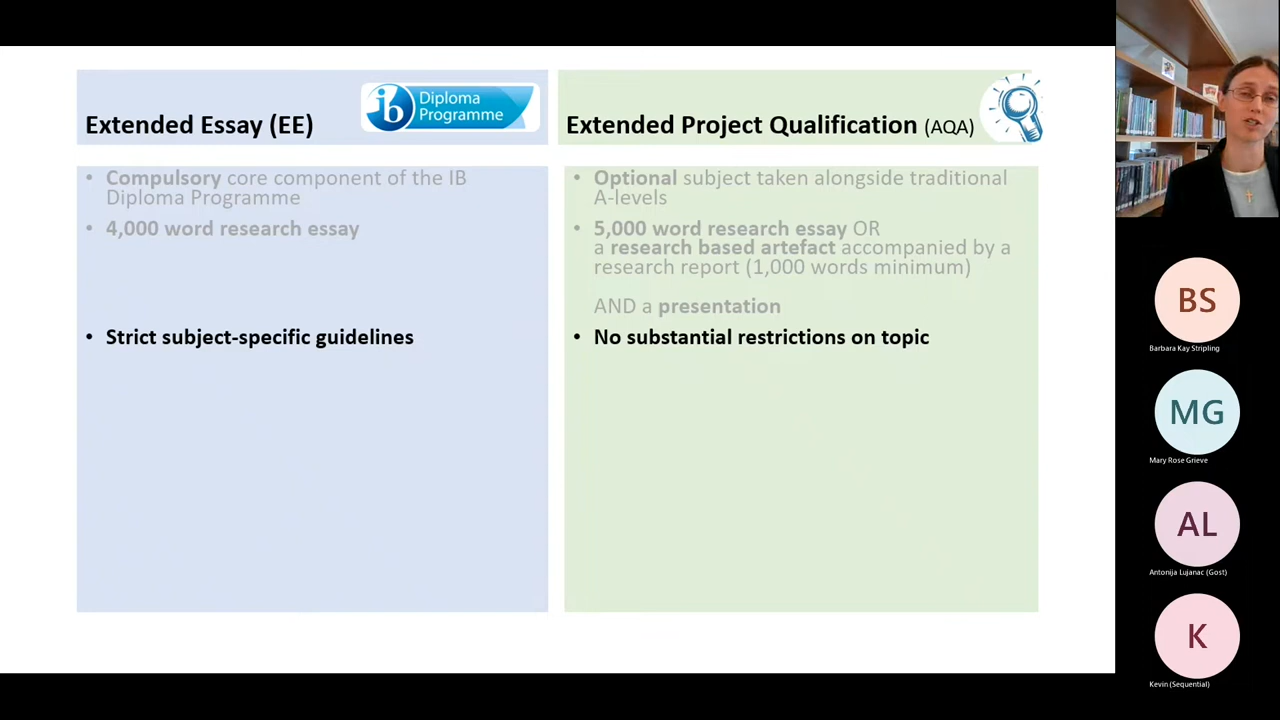 Extended Essay (EE)
ib Diploma
Programme
• Compulsory core component of the IB
Diploma Programme
• 4,000 word research essay
• Strict subject-specific guidelines
Extended Project Qualification (AQA)
• Optional subject taken alongside traditional
A-levels
• 5,000 word research essay OR
a research based artefact accompanied by a
research report (1,000 words minimum)
AND a presentation
• No substantial restrictions on topic
BS
Barbara Kay Stripling
MG
Mary Rose Grieve
AL
Antonija Lujanac (Gost)
K
Kevin (Sequential)